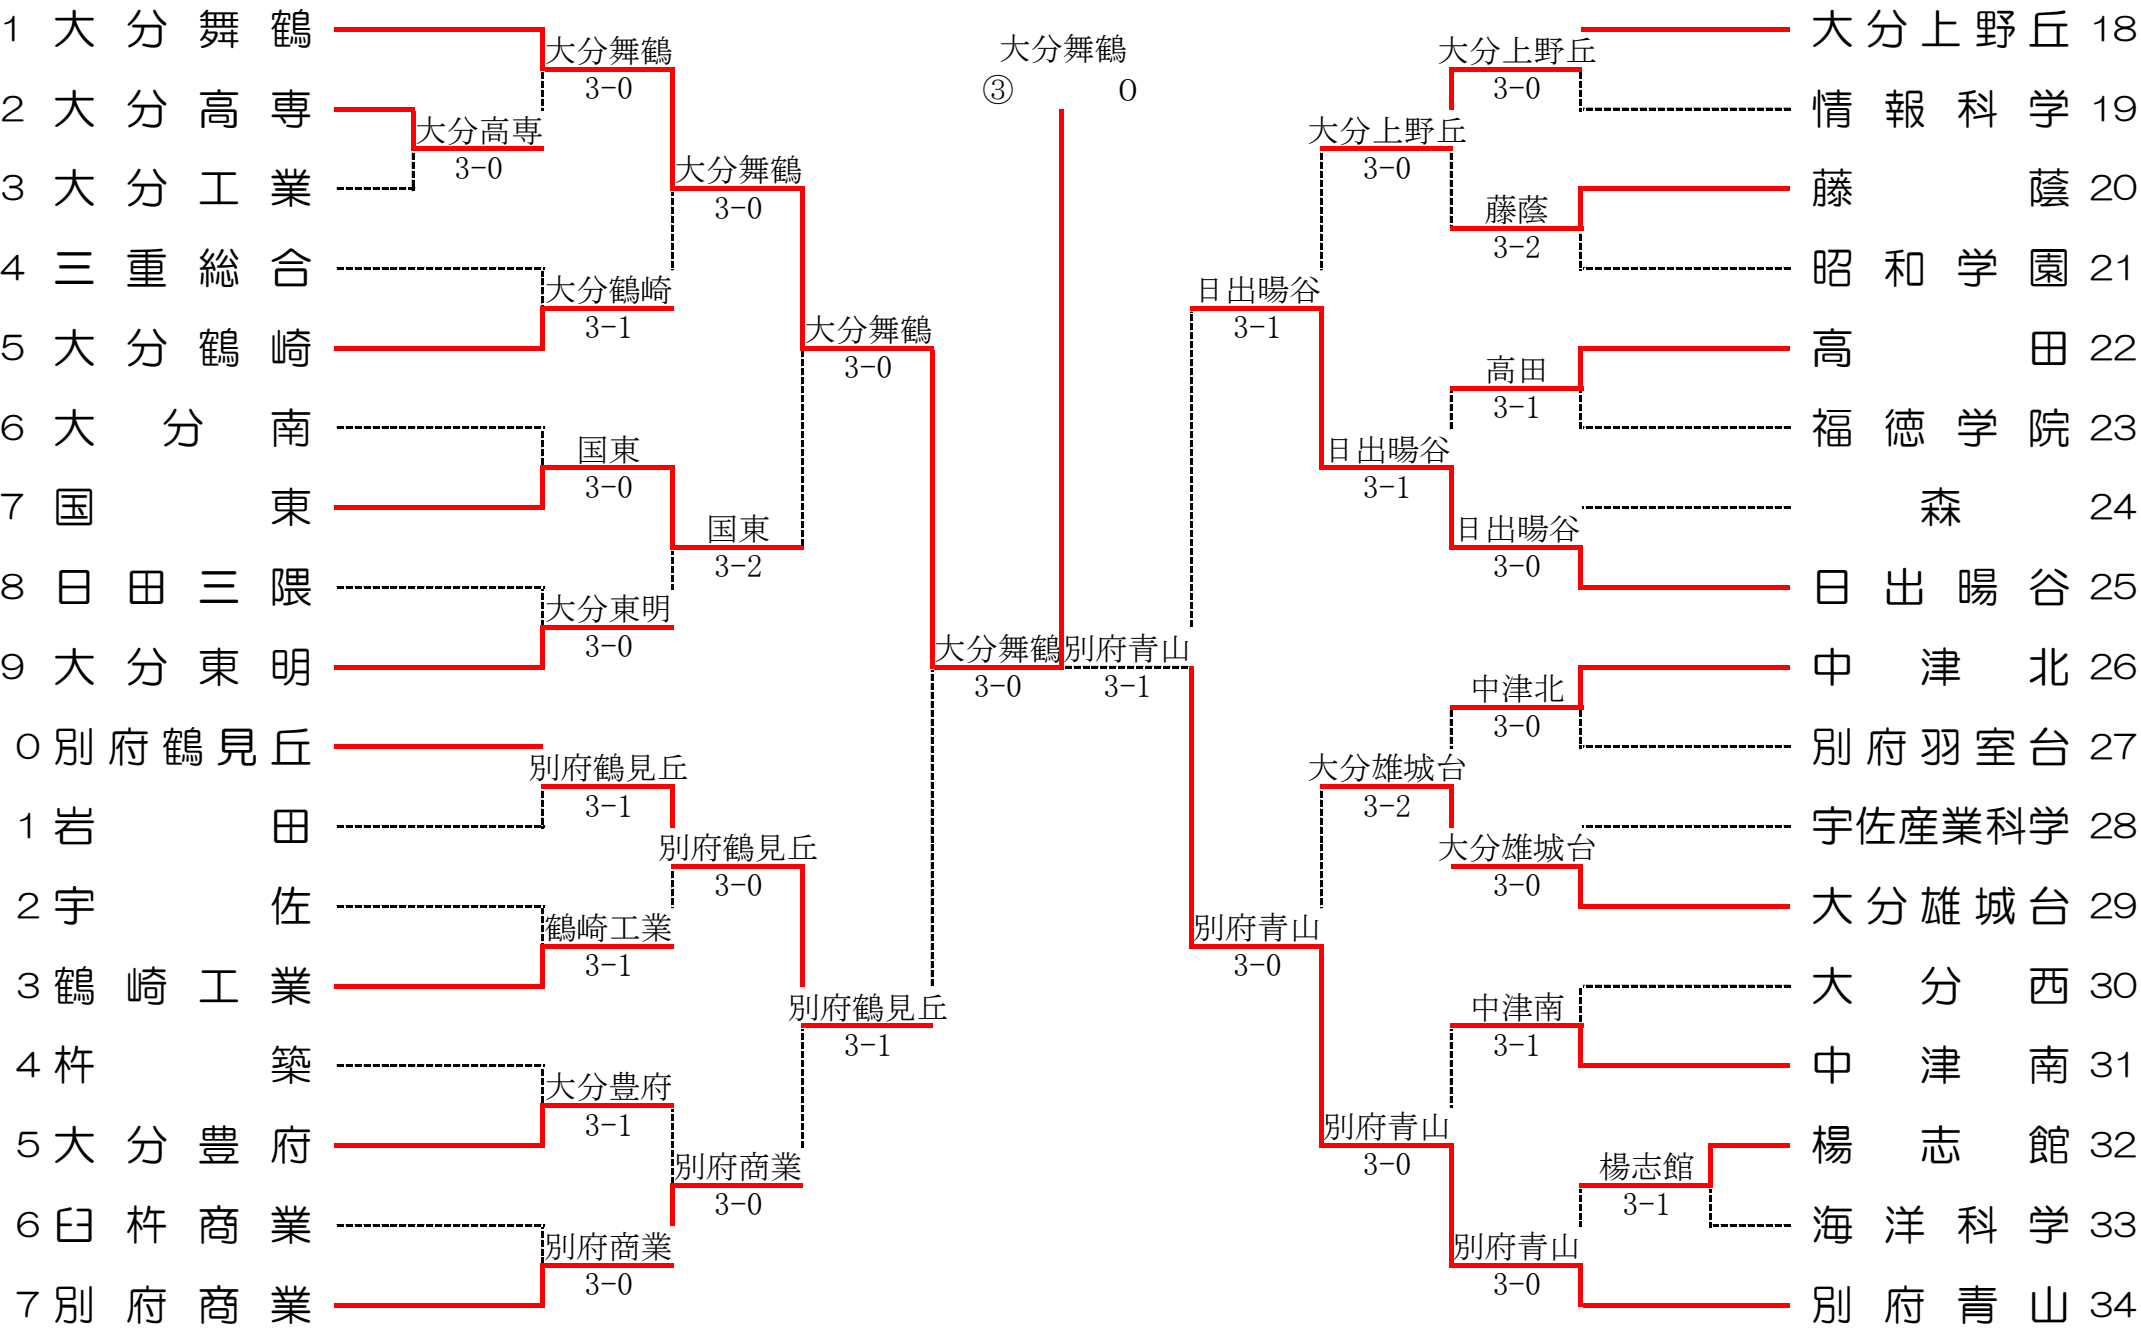 1 大分舞鶴
2 大分高専
3 大分工業
4 三重総合
5 大分鶴崎
6 大分南
7 国東
8 日田三隈
9 大分東明
0 別府鶴見丘
1 岩田
2 宇佐
3 鶴崎工業
4 杵築
5 大分豊府
6 臼杵商業
7 別府商業
大分高専
3-0
大分舞鶴
3-0
大分鶴崎
3-1
国東
3-0
大分東明
3-0
別府鶴見丘
3-1
鶴崎工業
3-1
大分豊府
3-1
別府商業
3-0
大分舞鶴
3-0
国東
3-2
別府鶴見丘
3-0
別府商業
3-0
大分舞鶴
3-0
別府鶴見丘
3-1
大分舞鶴
3-0
大分舞鶴
③ 0
別府青山
3-1
日出暘谷
3-1
別府青山
3-0
大分上野丘
3-0
日出暘谷
3-1
大分雄城台
3-2
別府青山
3-0
大分上野丘
3-0
藤蔭
3-2
高田
3-1
日出暘谷
3-0
中津北
3-0
大分雄城台
3-0
中津南
3-1
別府青山
3-0
楊志館
3-1
大分上野丘 18
情報科学 19
藤蔭 20
昭和学園 21
高田 22
福徳学院 23
森 24
日出暘谷 25
中津北 26
別府羽室台 27
宇佐産業科学 28
大分雄城台 29
大分西 30
中津南 31
楊志館 32
海洋科学 33
別府青山 34